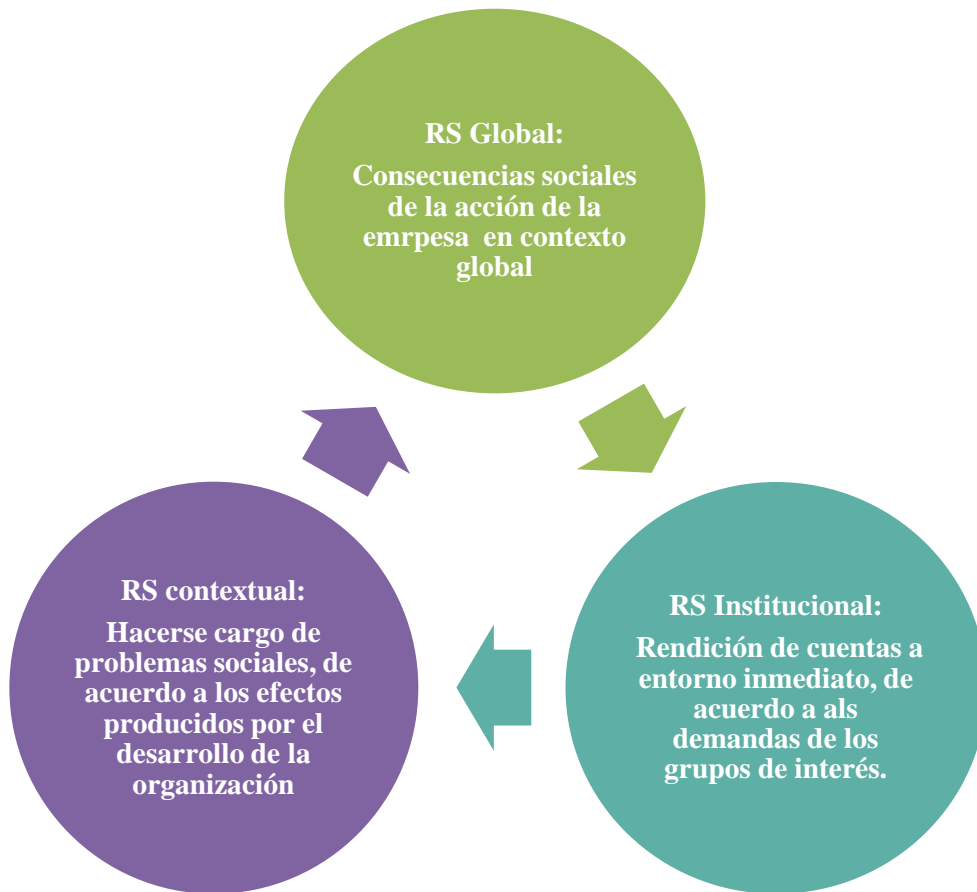 RS Global:
Consecuencias sociales
de la acción de la
emrpesa en contexto
global
RS Institucional:
Rendición de cuentas a
entorno inmediato, de
acuerdo a als
demandas de los
grupos de interés.
RS contextual:
Hacerse cargo de
problemas sociales, de
acuerdo a los efectos
producidos por el
desarrollo de la
organización